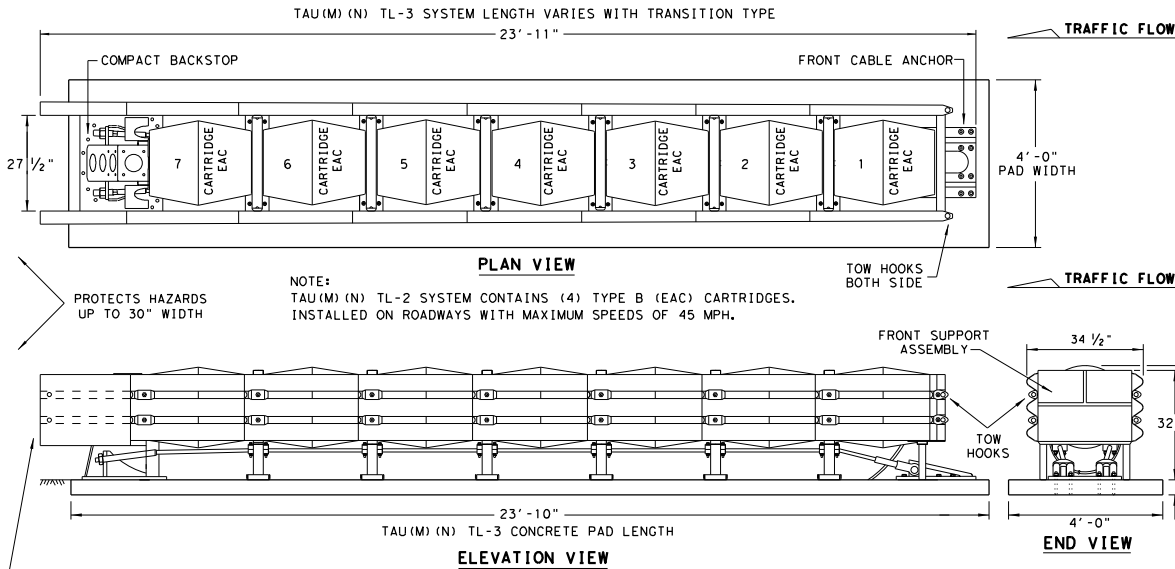 TAU(M)(N) TL-3 SYSTEM LENGTH VARIES WITH TRANSITION TYPE
23'-11"
TRAFFIC FLOW
COMPACT BACKSTOP
FRONT CABLE ANCHOR
27 ½"
7
CARTRIDGE
EAC
6
CARTRIDGE
EAC
5
CARTRIDGE
EAC
4
CARTRIDGE
EAC
3
CARTRIDGE
EAC
2
CARTRIDGE
EAC
1
CARTRIDGE
EAC
4'-0"
PAD WIDTH
PLAN VIEW
TOW HOOKS
BOTH SIDE
TRAFFIC FLOW
PROTECTS HAZARDS
UP TO 30" WIDTH
NOTE:
TAU(M)(N) TL-2 SYSTEM CONTAINS (4) TYPE B (EAC) CARTRIDGES.
INSTALLED ON ROADWAYS WITH MAXIMUM SPEEDS OF 45 MPH.
FRONT SUPPORT
ASSEMBLY
34 ½"
32
TOW
HOOKS
23'-10"
TAU(M)(N) TL-3 CONCRETE PAD LENGTH
ELEVATION VIEW
4'-0"
END VIEW